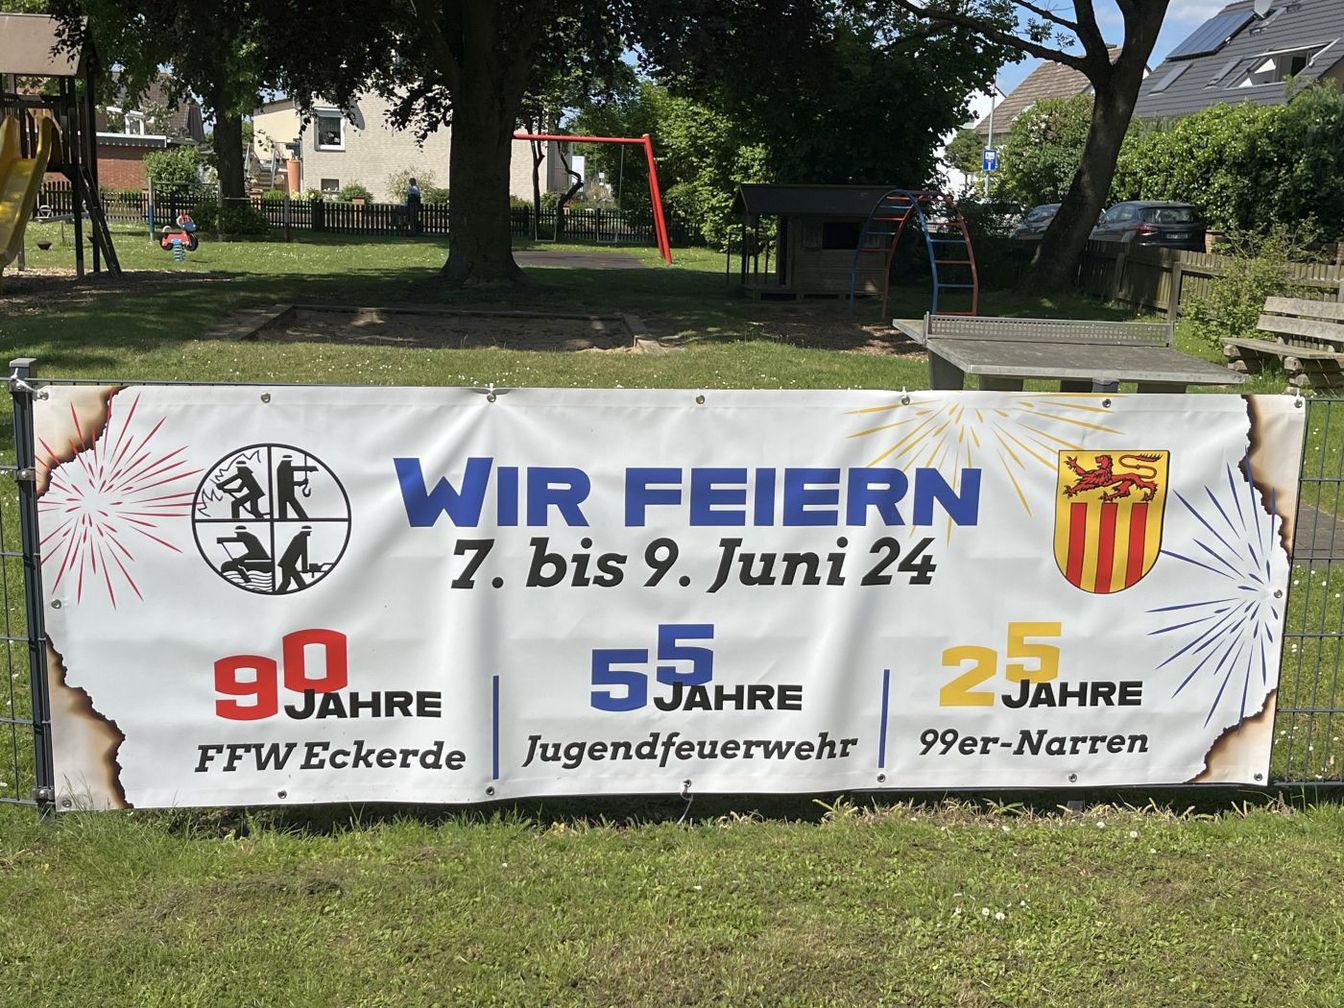 WIR FEIERN
7. bis 9. Juni 24
90 JAHRE
FFW Eckerde
55 JAHRE
Jugendfeuerwehr
25 JAHRE
99er-Narren